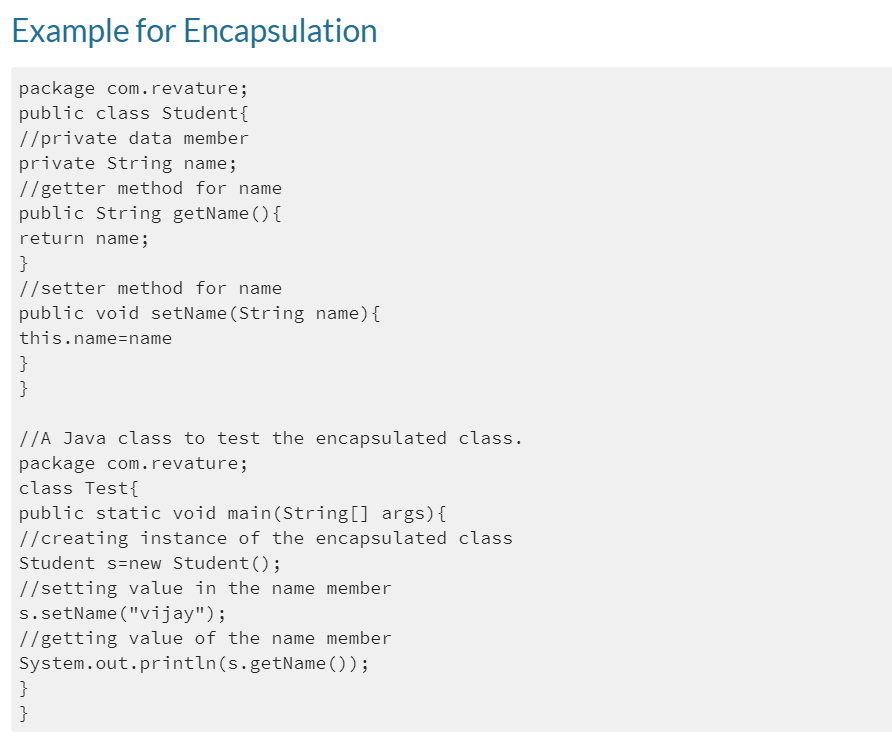 Example for Encapsulation
package com.revature;
public class Student{
//private data member
private String name;
//getter method for name
public String getName(){
return name;
}
//setter method for name
public void setName(String name){
this.name=name
}
}
//A Java class to test the encapsulated class.
package com.revature;
class Test{
public static void main(String[] args){
//creating instance of the encapsulated class
Student s=new Student();
//setting value in the name member
s.setName("vijay");
//getting value of the name member
System.out.println(s.getName());
}
}